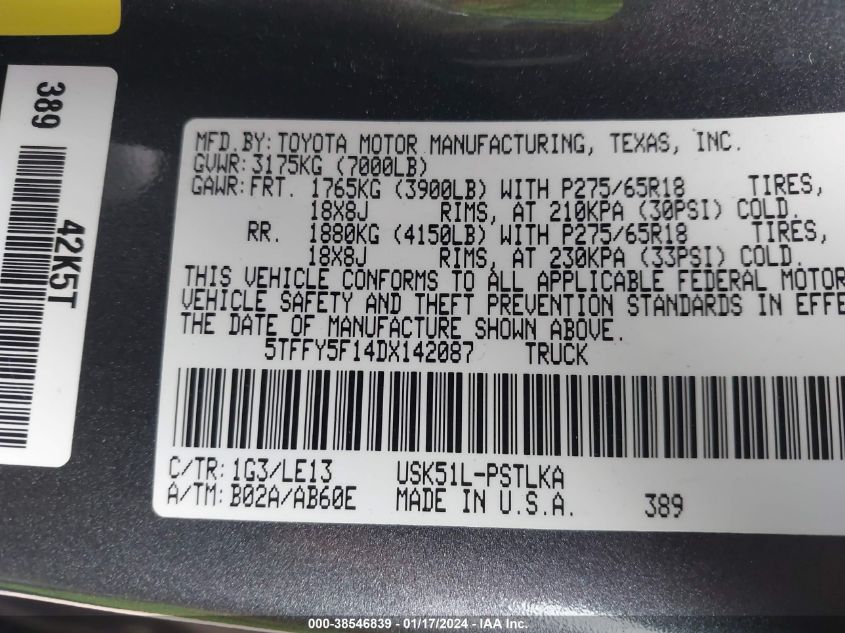 389
42K5T
MFD.BY: TOYOTA MOTOR MANUFACTURING, TEXAS, INC.
GVWR: 3175KG (7000LB)
GAWR: FRT. 1765KG (3900LB) WITH P275/65R18 TIRES,
18X8J RIMS, AT 210KPA (30PSI) COLD.
RR. 1880KG (4150LB) WITH P275/65R18 TIRES,
18X8J RIMS, AT 230KPA (33PSI) COLD.
THIS VEHICLE CONFORMS TO ALL APPLICABLE FEDERAL MOTOR
VEHICLE SAFETY AND THEFT PREVENTION STANDARDS IN EFFE
THE DATE OF MANUFACTURE SHOWN ABOVE.
5TFFY5F14DX142087 TRUCK
C/TR: 1G3/LE13 USK51L-PSTLKA
A/TM: B02A/AB60E MADE IN U.S.A. 389
000-38546839 - 01/17/2024 - IAA Inc.